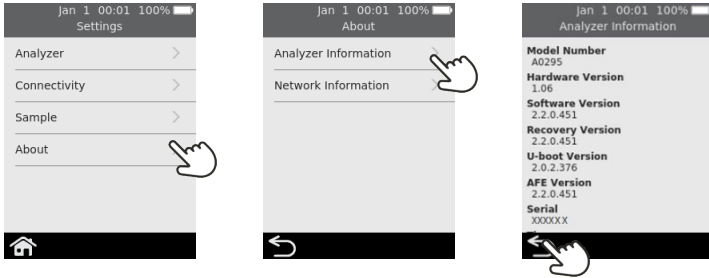 Jan 1 00:01 100%
Settings
Analyzer
Connectivity
Sample
About
Jan 1 00:01 100%
About
Analyzer Information
Network Information
Jan 1 00:01 100%
Analyzer Information
Model Number
A0295
Hardware Version
1.06
Software Version
2.2.0.451
Recovery Version
2.2.0.451
U-boot Version
2.0.2.376
AFE Version
2.2.0.451
Serial
XXXXXX